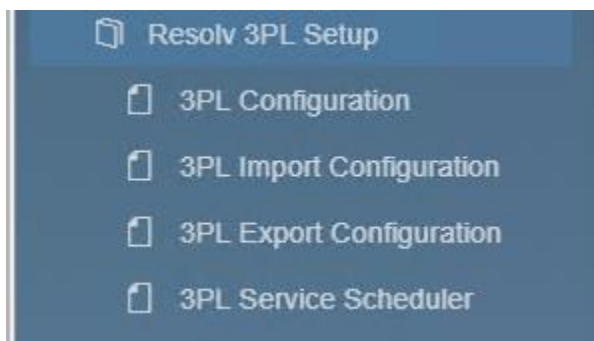 Resolv 3PL Setup
3PL Configuration
3PL Import Configuration
3PL Export Configuration
3PL Service Scheduler